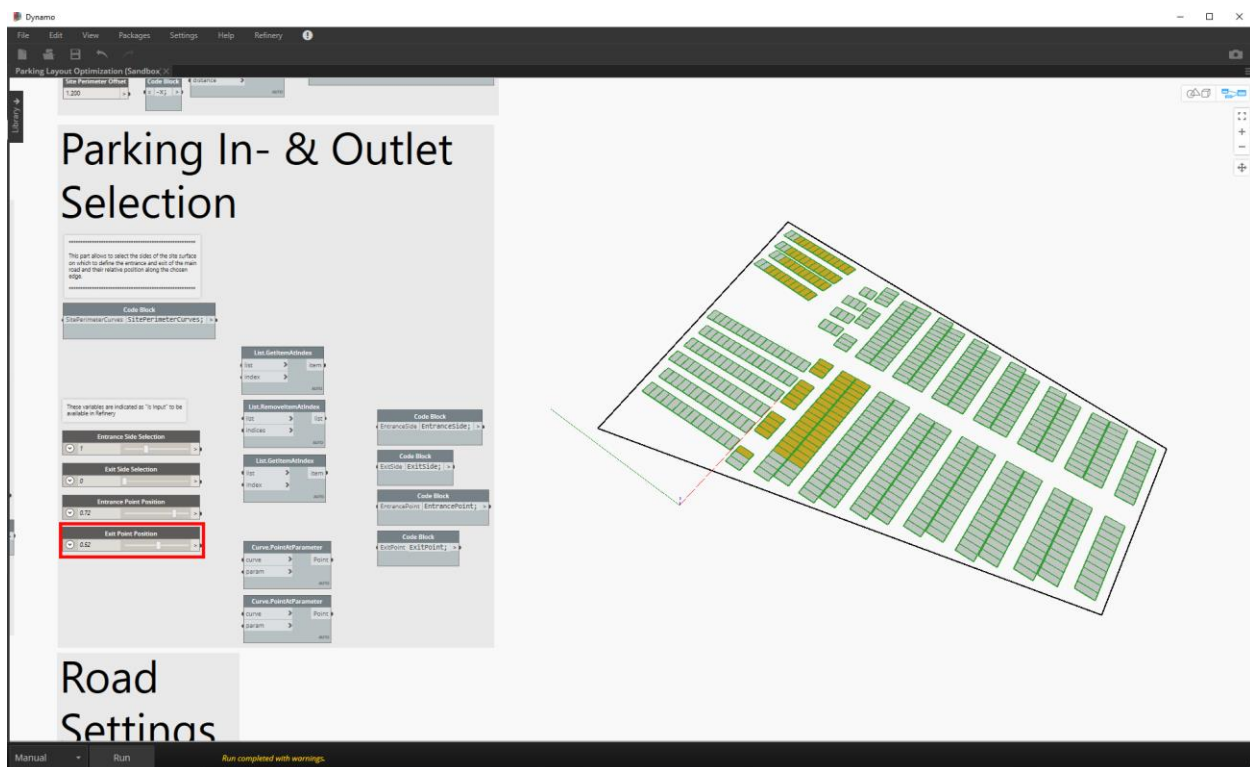 Dynamo
File Edit View Packages Settings Help Refinery
Parking Layout Optimization (Sandbox)
Library
Site Perimeter Offset
1.200
Code Block
distance
AUTO
Parking In- & Outlet
Selection
This part allows to select the sides of the site surface
on which to define the entrance and exit of the main
road and their relative position along the chosen
edge.
Code Block
SitePerimeterCurves SitePerimeterCurves; >
List.GetItemAtIndex
list > item
index >
AUTO
These variables are indicated as "Is Input" to be
available in Refinery
List.RemoveItemAtIndex
list > list
indices >
AUTO
Code Block
EntranceSide EntranceSide; >
Entrance Side Selection
1 >
List.GetItemAtIndex
list > item
index >
AUTO
Code Block
ExitSide ExitSide; >
Exit Side Selection
0 >
Code Block
EntrancePoint EntrancePoint; >
Entrance Point Position
0.72 >
Code Block
ExitPoint ExitPoint; >
Exit Point Position
0.52 >
Curve.PointAtParameter
curve > Point
param >
AUTO
Curve.PointAtParameter
curve > Point
param >
AUTO
Road
Settings
Manual Run Run completed with warnings.